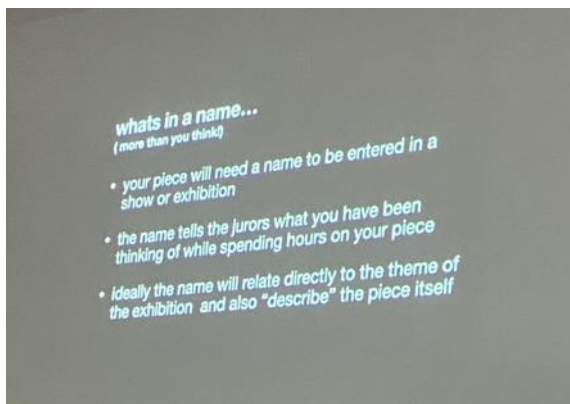 whats in a name...
(more than you think!)
• your piece will need a name to be entered in a
show or exhibition
• the name tells the jurors what you have been
thinking of while spending hours on your piece
• ideally the name will relate directly to the theme of
the exhibition and also "describe" the piece itself